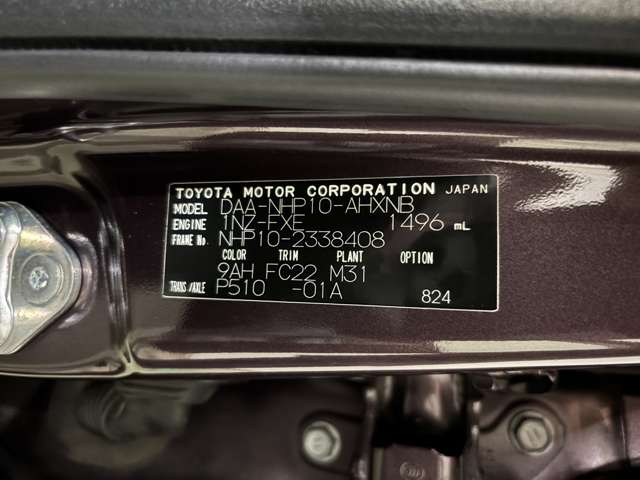 TOYOTA MOTOR CORPORATION JAPAN
MODEL DAA-NHP10-AHXNB
ENGINE 1NZ-FXE 1496 mL
FRAME No. NHP10-2338408
COLOR TRIM PLANT OPTION
9AH FC22 M31
TRANS./AXLE P510 -01A
824